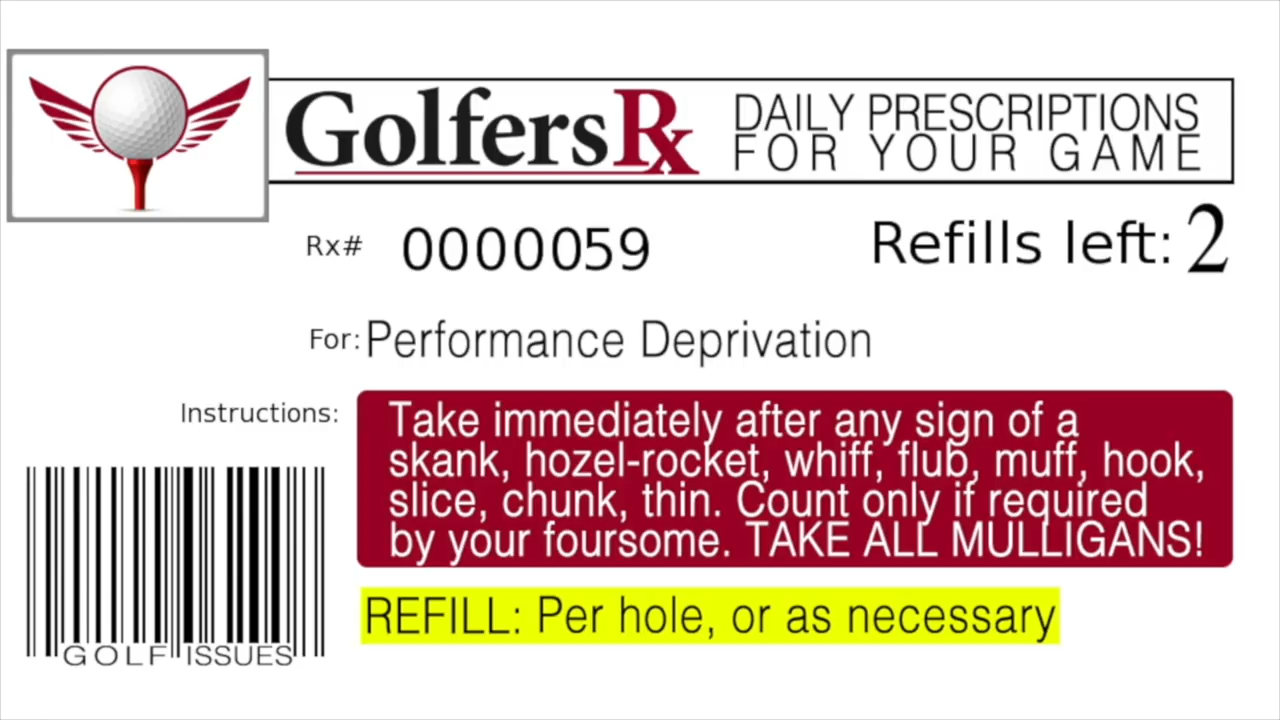 GolfersRx
DAILY PRESCRIPTIONS
FOR YOUR GAME
Rx# 0000059
Refills left: 2
For: Performance Deprivation
Instructions:
Take immediately after any sign of a
skank, hozel-rocket, whiff, flub, muff, hook,
slice, chunk, thin. Count only if required
by your foursome. TAKE ALL MULLIGANS!
REFILL: Per hole, or as necessary
GOLF ISSUES